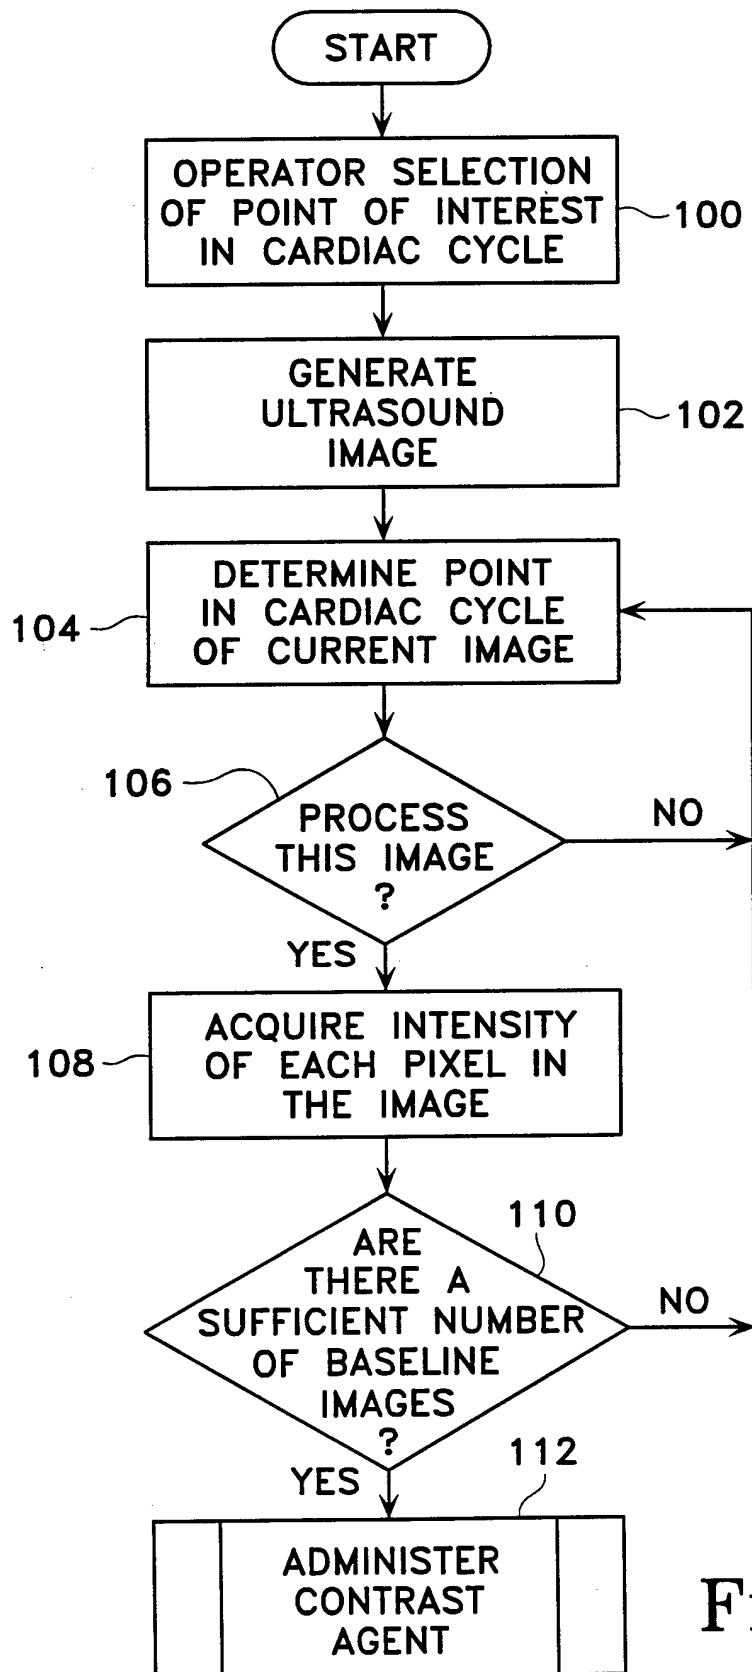 START
OPERATOR SELECTION
OF POINT OF INTEREST
IN CARDIAC CYCLE
100
GENERATE
ULTRASOUND
IMAGE
102
DETERMINE POINT
IN CARDIAC CYCLE
OF CURRENT IMAGE
104
106
PROCESS
THIS IMAGE
?
NO
YES
ACQUIRE INTENSITY
OF EACH PIXEL IN
THE IMAGE
108
110
ARE
THERE A
SUFFICIENT NUMBER
OF BASELINE
IMAGES
?
NO
YES
112
ADMINISTER
CONTRAST
AGENT